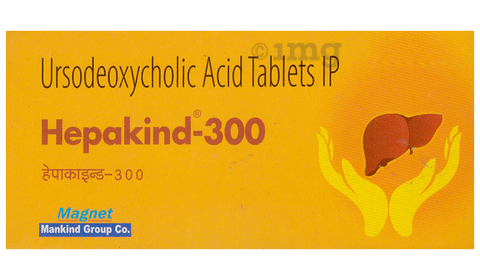 ©1mg
Ursodeoxycholic Acid Tablets IP
Hepakind®-300
हेपाकाइन्ड-300
Magnet
Mankind Group Co.